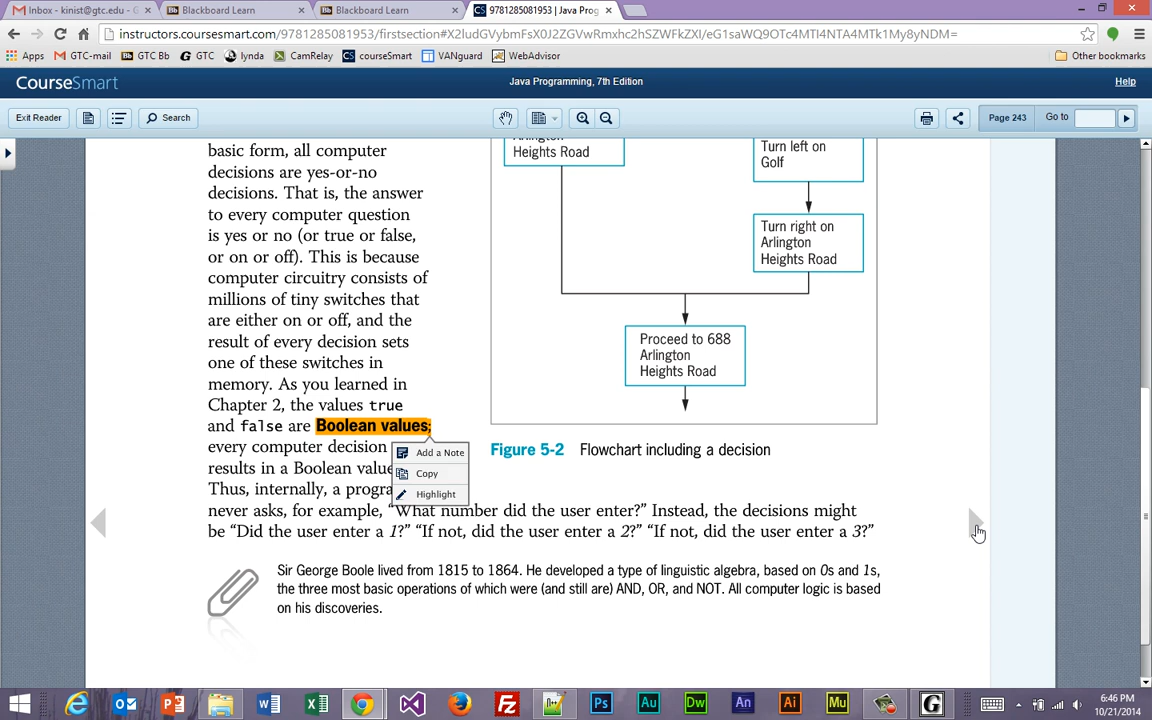 Inbox - kinist@gtc.edu - G
Blackboard Learn
Blackboard Learn
CS 9781285081953 | Java Prog
instructors.coursesmart.com/9781285081953/firstsection#X2ludGVybmFsX0J2ZGVwRmxhc2hSZWFkZXI/eG1saWQ9OTc4MTI4NTA4MTk1My8yNDM=
Apps GTC-mail Bb GTC Bb GTC lynda CamRelay CS courseSmart VANguard WebAdvisor Other bookmarks
CourseSmart Java Programming, 7th Edition Help
Exit Reader Search Page 243 Go to
basic form, all computer
decisions are yes-or-no
decisions. That is, the answer
to every computer question
is yes or no (or true or false,
or on or off). This is because
computer circuitry consists of
millions of tiny switches that
are either on or off, and the
result of every decision sets
one of these switches in
memory. As you learned in
Chapter 2, the values true
and false are Boolean values;
every computer decision
results in a Boolean value
Thus, internally, a progra
never asks, for example, “What number did the user enter?” Instead, the decisions might
be “Did the user enter a 1?” “If not, did the user enter a 2?” “If not, did the user enter a 3?”
Add a Note
Copy
Highlight
Arlington
Heights Road
Turn left on
Golf
Turn right on
Arlington
Heights Road
Proceed to 688
Arlington
Heights Road
Figure 5-2 Flowchart including a decision
Sir George Boole lived from 1815 to 1864. He developed a type of linguistic algebra, based on 0s and 1s,
the three most basic operations of which were (and still are) AND, OR, and NOT. All computer logic is based
on his discoveries.
Ps Au Dw An Ai Mu G
6:46 PM
10/21/2014